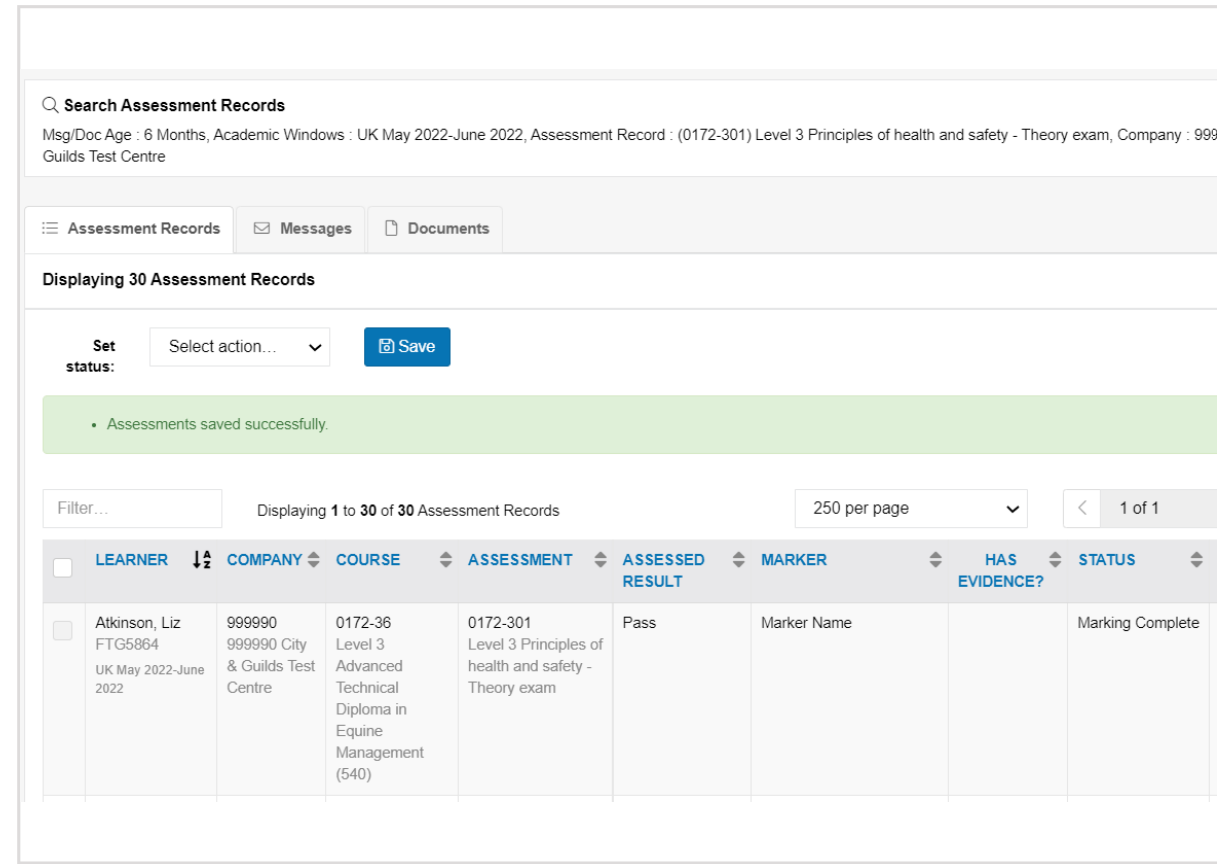 Search Assessment Records
Msg/Doc Age : 6 Months, Academic Windows : UK May 2022-June 2022, Assessment Record : (0172-301) Level 3 Principles of health and safety - Theory exam, Company : 999
Guilds Test Centre
Assessment Records Messages Documents
Displaying 30 Assessment Records
Set status: Select action... Save
• Assessments saved successfully.
Filter... Displaying 1 to 30 of 30 Assessment Records 250 per page < 1 of 1
LEARNER COMPANY COURSE ASSESSMENT ASSESSED RESULT MARKER HAS EVIDENCE? STATUS
Atkinson, Liz
FTG5864
UK May 2022-June
2022
999990
999990 City
& Guilds Test
Centre
0172-36
Level 3
Advanced
Technical
Diploma in
Equine
Management
(540)
0172-301
Level 3 Principles of
health and safety -
Theory exam
Pass
Marker Name
Marking Complete